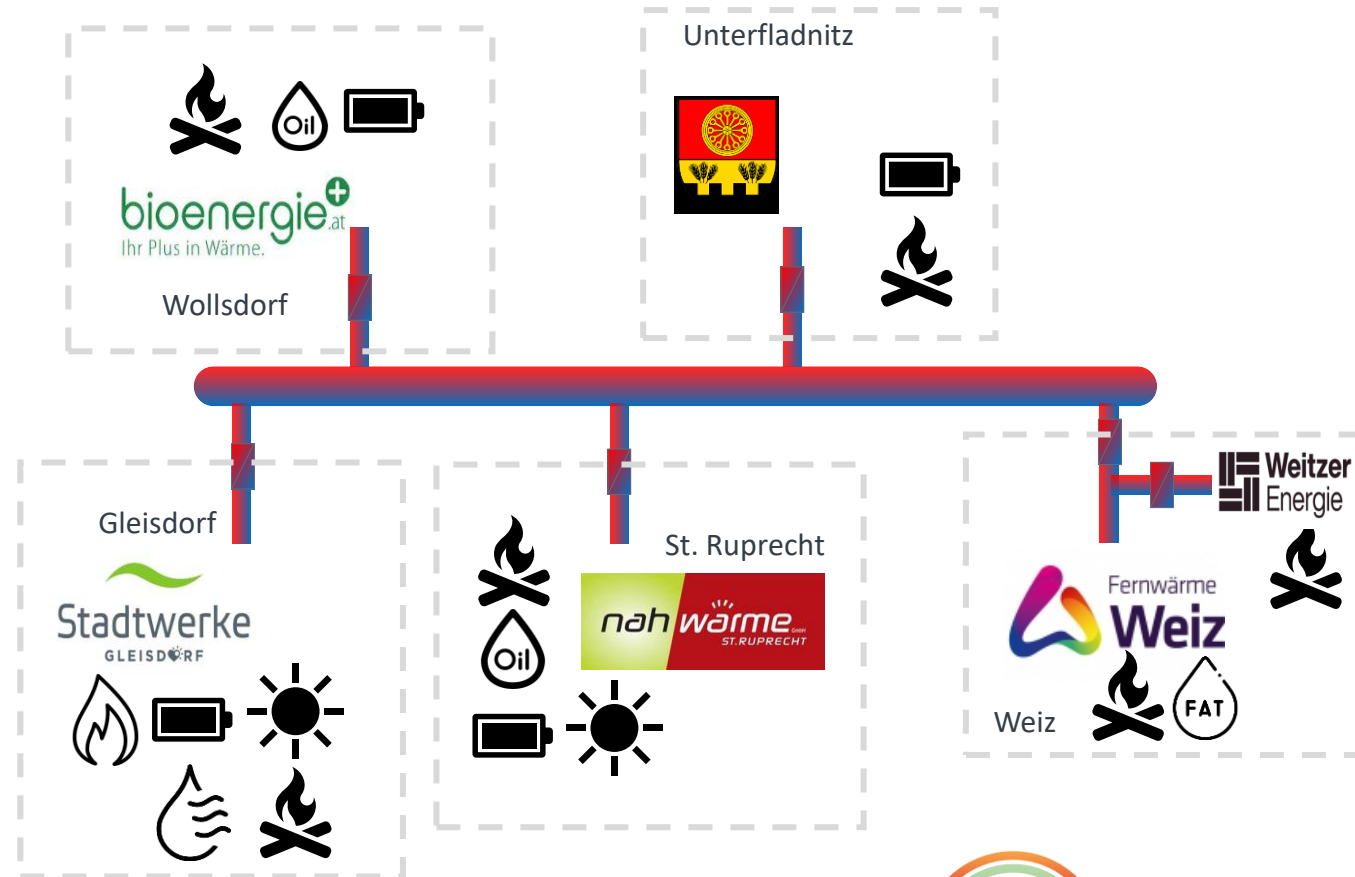 Unterfladnitz
Oil
bioenergie
.at
Ihr Plus in Wärme.
Wollsdorf
Gleisdorf
Stadtwerke
GLEISDORF
St. Ruprecht
nahwärme GmbH
ST.RUPRECHT
Oil
Weitzer
Energie
Fernwärme
Weiz
FAT
Weiz